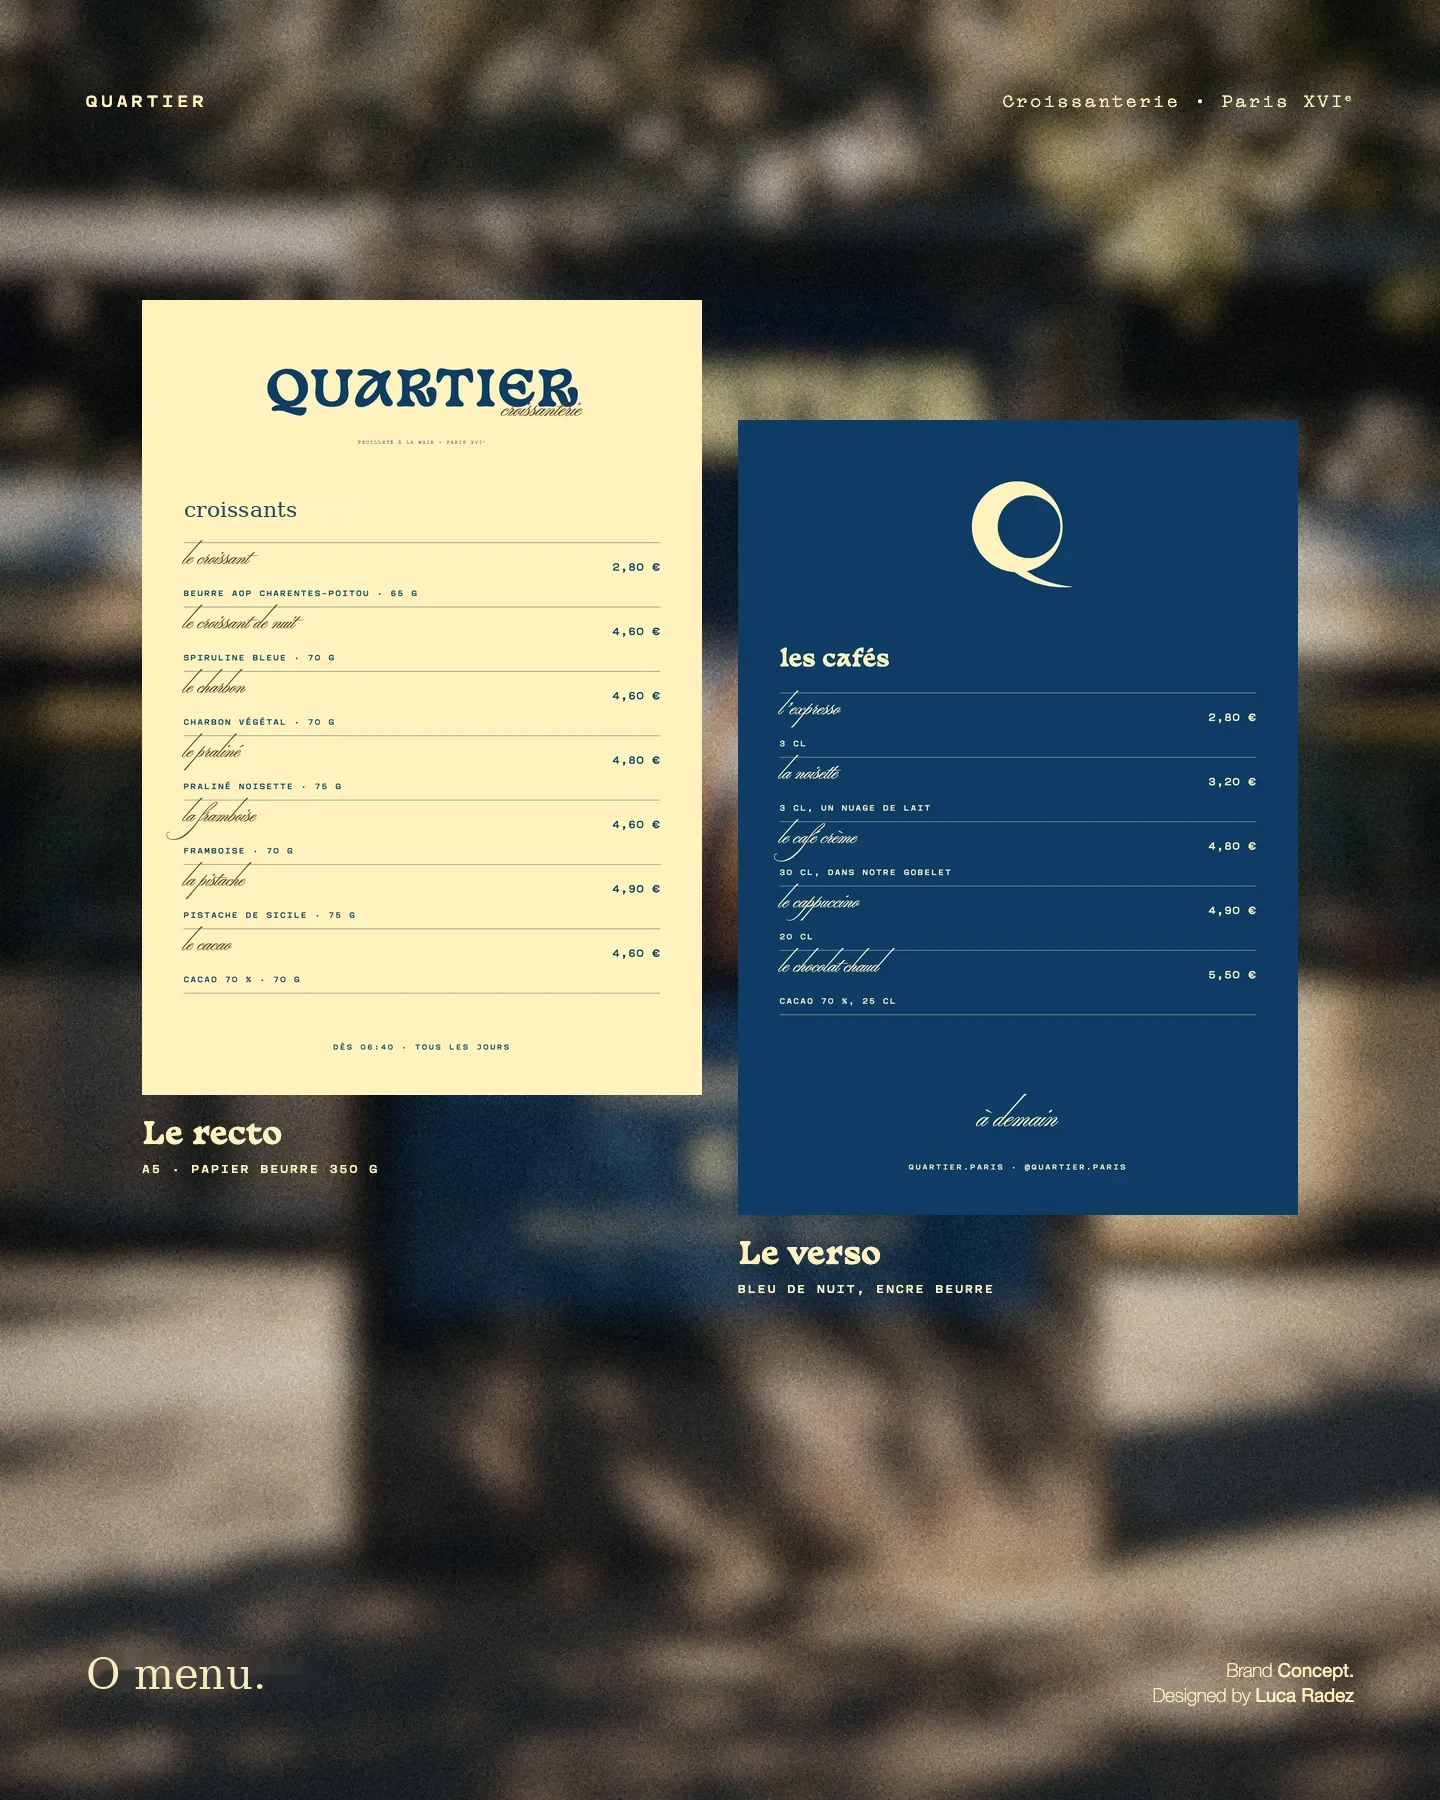 QUARTIER
Croissanterie • Paris XVIᵉ
QUARTIER
croissanterie
FEUILLETÉ À LA MAIN • PARIS XVIᵉ
croissants
le croissant
2,80 €
BEURRE AOP CHARENTES-POITOU · 65 G
le croissant de nuit
4,60 €
SPIRULINE BLEUE · 70 G
le charbon
4,60 €
CHARBON VÉGÉTAL · 70 G
le praliné
4,80 €
PRALINÉ NOISETTE · 75 G
la framboise
4,60 €
FRAMBOISE · 70 G
la pistache
4,90 €
PISTACHE DE SICILE · 75 G
le cacao
4,60 €
CACAO 70 % · 70 G
DÈS 06:40 · TOUS LES JOURS
Le recto
A5 · PAPIER BEURRE 350 G
Q
les cafés
l'expresso
2,80 €
3 CL
la noisette
3,20 €
3 CL, UN NUAGE DE LAIT
le café crème
4,80 €
30 CL, DANS NOTRE GOBELET
le cappuccino
4,90 €
20 CL
le chocolat chaud
5,50 €
CACAO 70 %, 25 CL
à demain
QUARTIER.PARIS · @QUARTIER.PARIS
Le verso
BLEU DE NUIT, ENCRE BEURRE
O menu.
Brand Concept.
Designed by Luca Radez